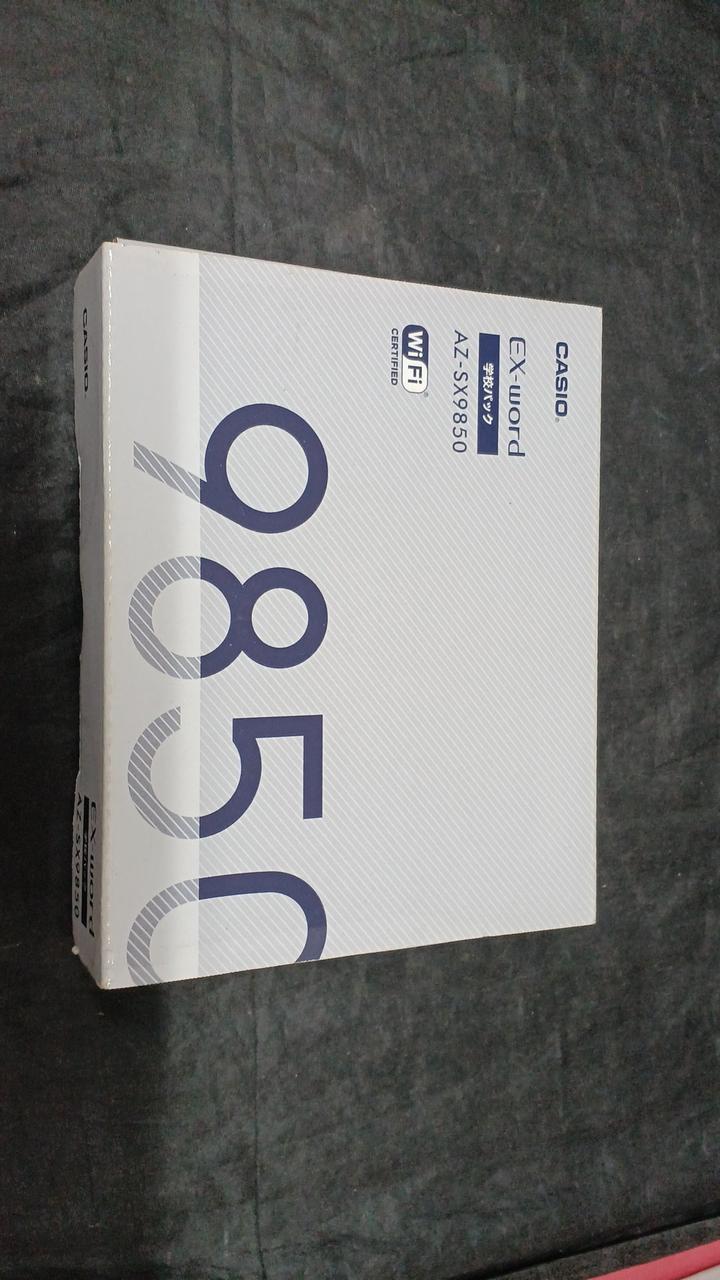 CASIO
EX-word
学校パック
AZ-SX9850
Wi Fi
CERTIFIED
9850
CASIO
EX-word
AZ-SX9850